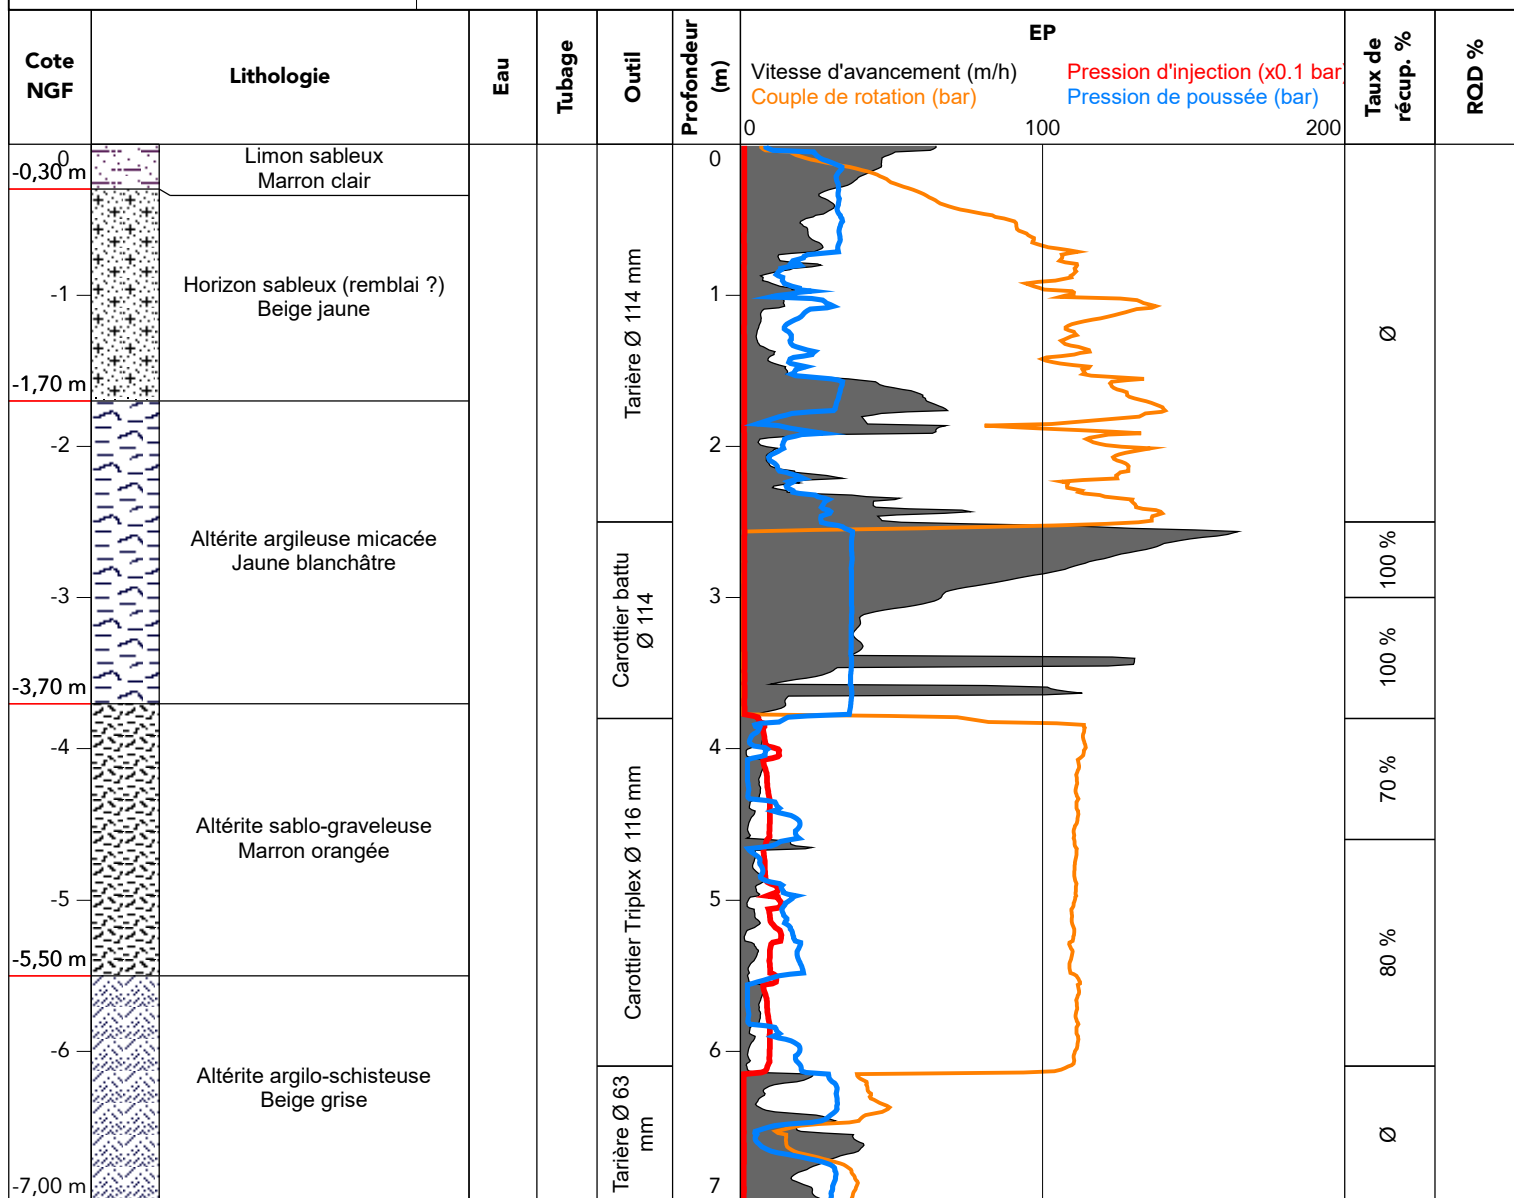 Cote
NGF
Lithologie
Eau
Tubage
Outil
Profondeur
(m)
EP
Vitesse d'avancement (m/h)
Pression d'injection (x0.1 bar
Couple de rotation (bar)
Pression de poussée (bar)
0
100
200
Taux de
récup. %
RQD %
0
-0,30 m
-1
-1,70 m
-2
-3
-3,70 m
-4
-5
-5,50 m
-6
-7,00 m
Limon sableux
Marron clair
Horizon sableux (remblai ?)
Beige jaune
Altérite argileuse micacée
Jaune blanchâtre
Altérite sablo-graveleuse
Marron orangée
Altérite argilo-schisteuse
Beige grise
Tarière Ø 114 mm
Carottier battu
Ø 114
Carottier Triplex Ø 116 mm
Tarière Ø 63
mm
0
1
2
3
4
5
6
7
Ø
100 %
100 %
70 %
80 %
Ø